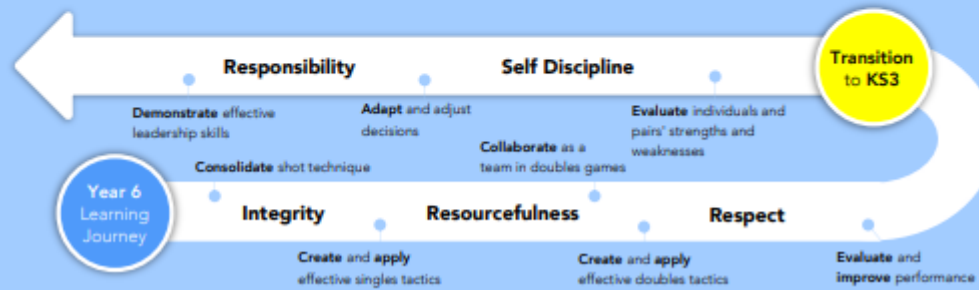 Responsibility
Self Discipline
Transition
to KS3
Demonstrate effective
leadership skills
Adapt and adjust
decisions
Evaluate individuals and
pairs' strengths and
weaknesses
Collaborate as a
team in doubles games
Consolidate shot technique
Year 6
Learning
Journey
Integrity
Resourcefulness
Respect
Create and apply
effective singles tactics
Create and apply
effective doubles tactics
Evaluate and
improve performance